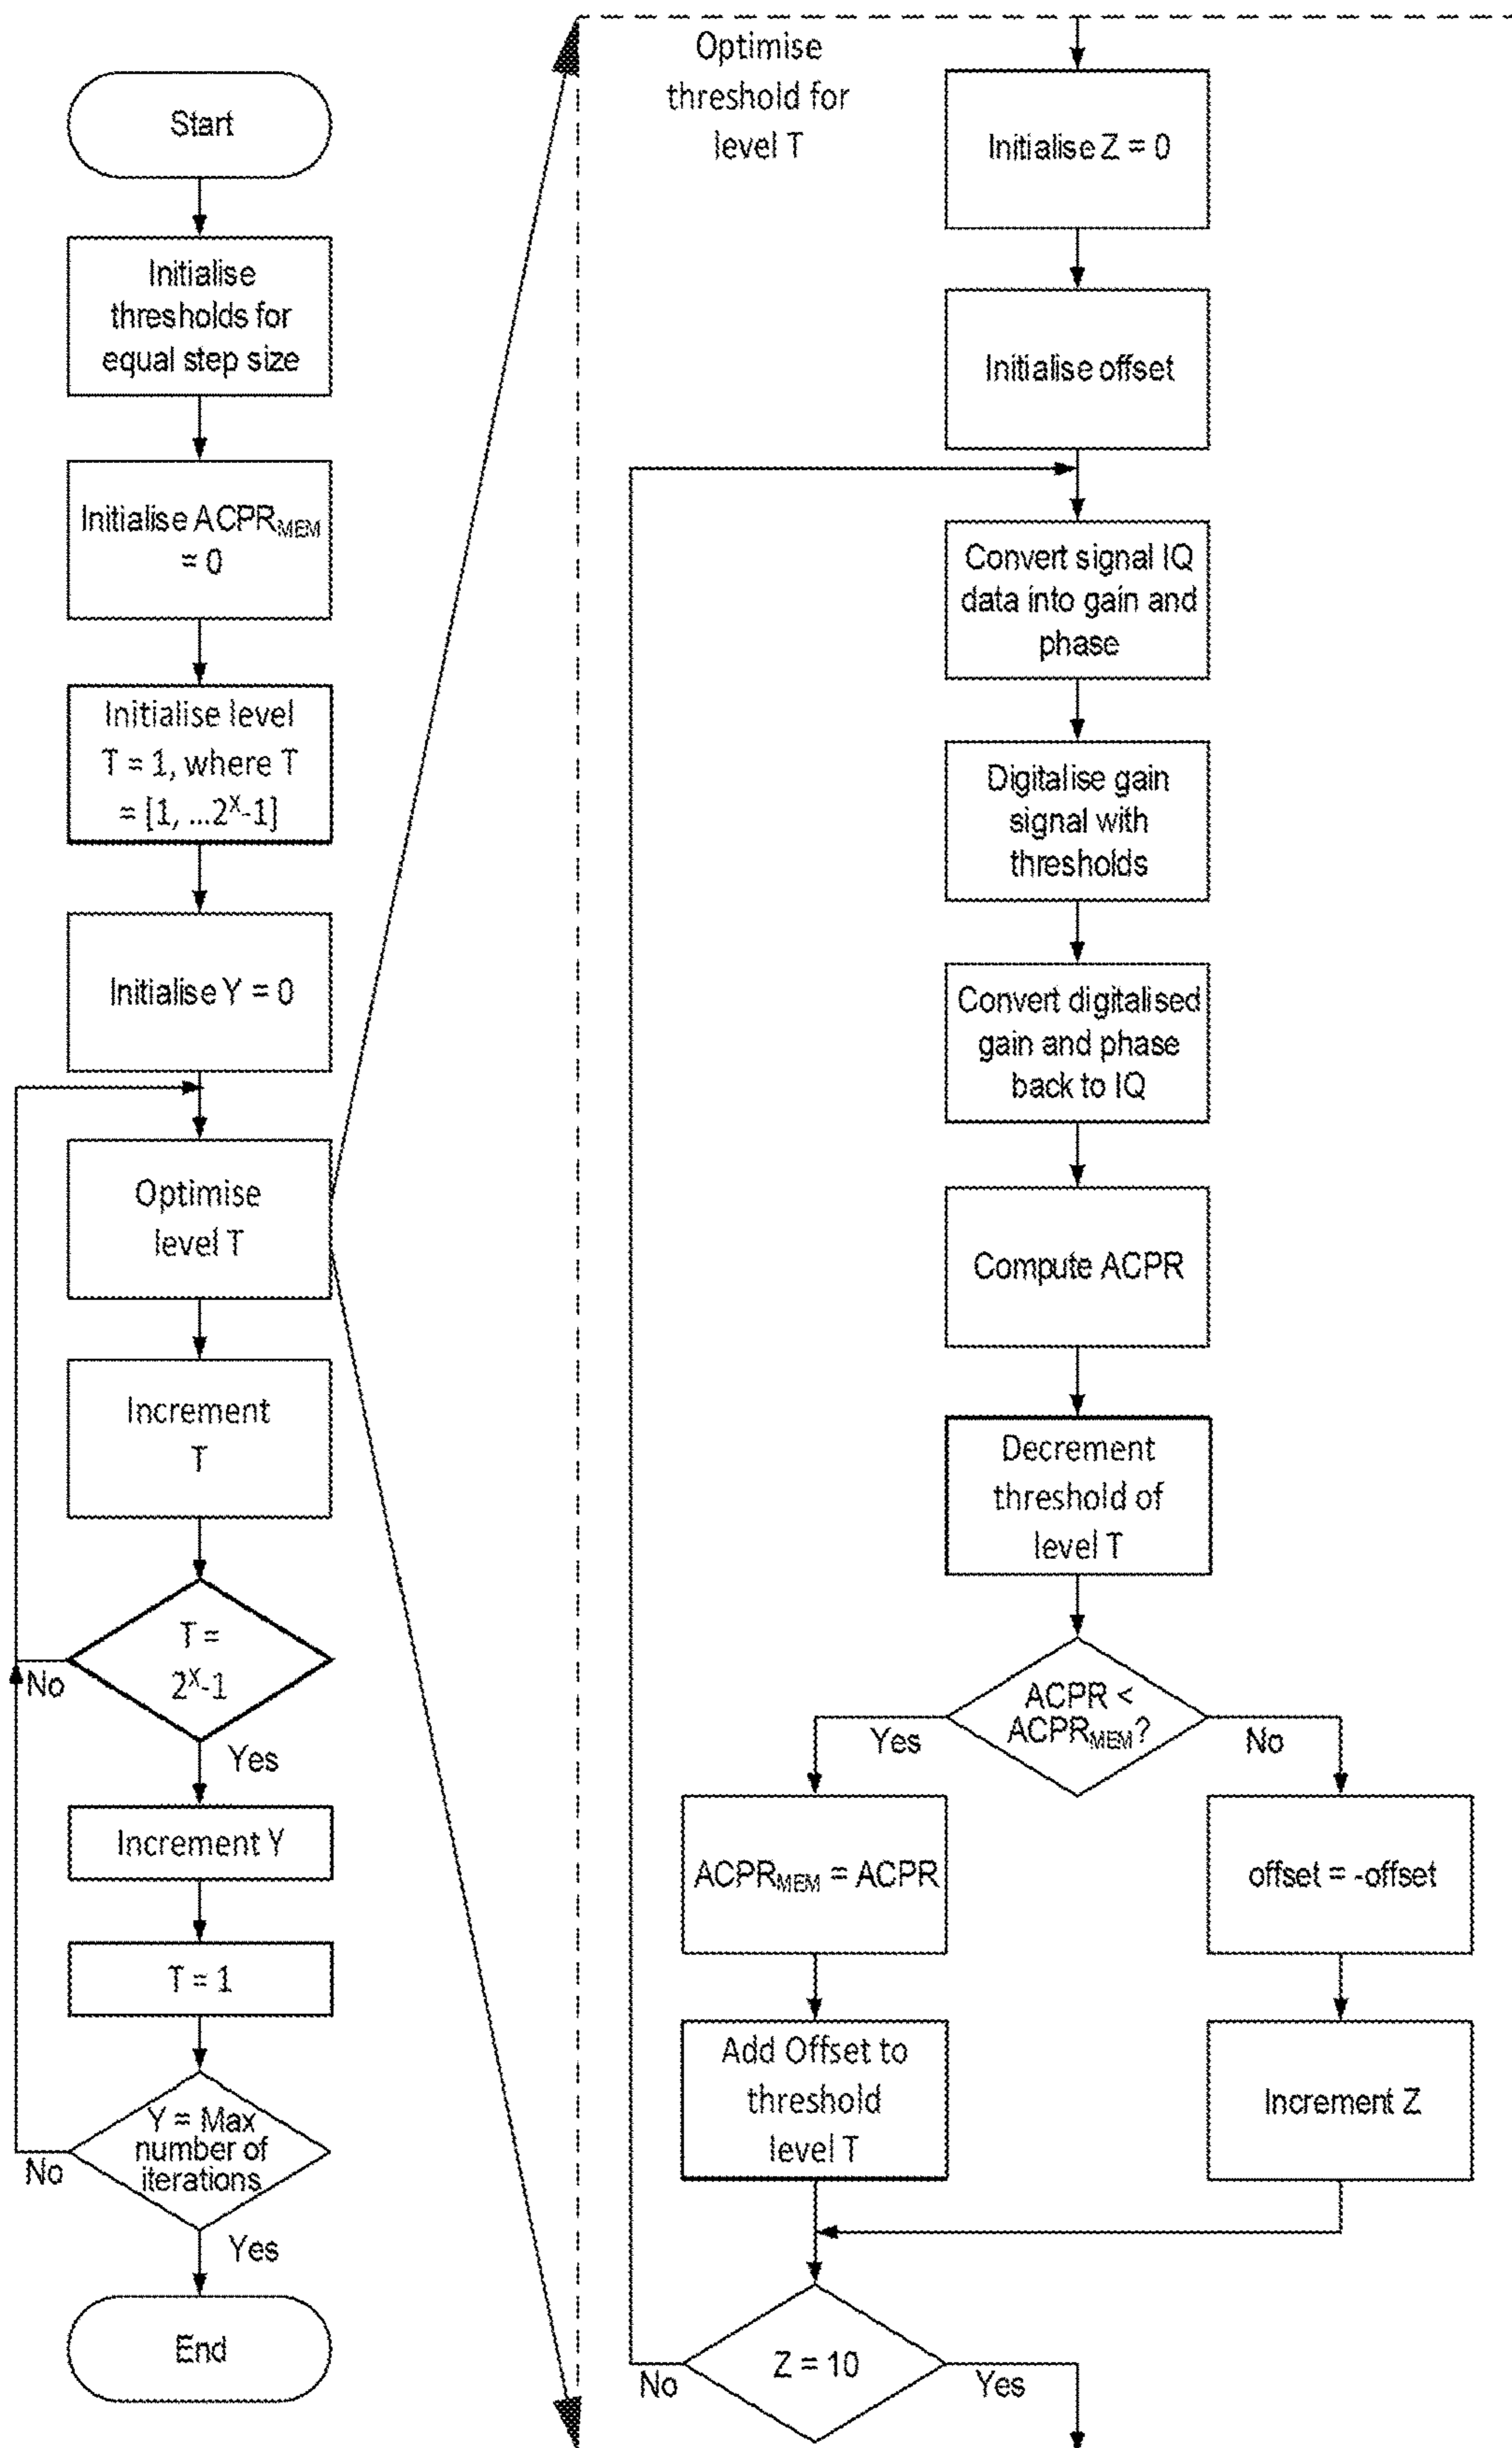 Start
Initialise
thresholds for
equal step size
Initialise ACPRMEM
= 0
Initialise level
T = 1, where T
= [1, ...2^X-1]
Initialise Y = 0
Optimise
level T
Increment
T
T =
2^X-1
No
Yes
Increment Y
T = 1
Y = Max
number of
iterations
No
Yes
End
Optimise
threshold for
level T
Initialise Z = 0
Initialise offset
Convert signal IQ
data into gain and
phase
Digitalise gain
signal with
thresholds
Convert digitalised
gain and phase
back to IQ
Compute ACPR
Decrement
threshold of
level T
ACPR <
ACPRMEM?
Yes
No
ACPRMEM = ACPR
offset = -offset
Add Offset to
threshold
level T
Increment Z
Z = 10
No
Yes